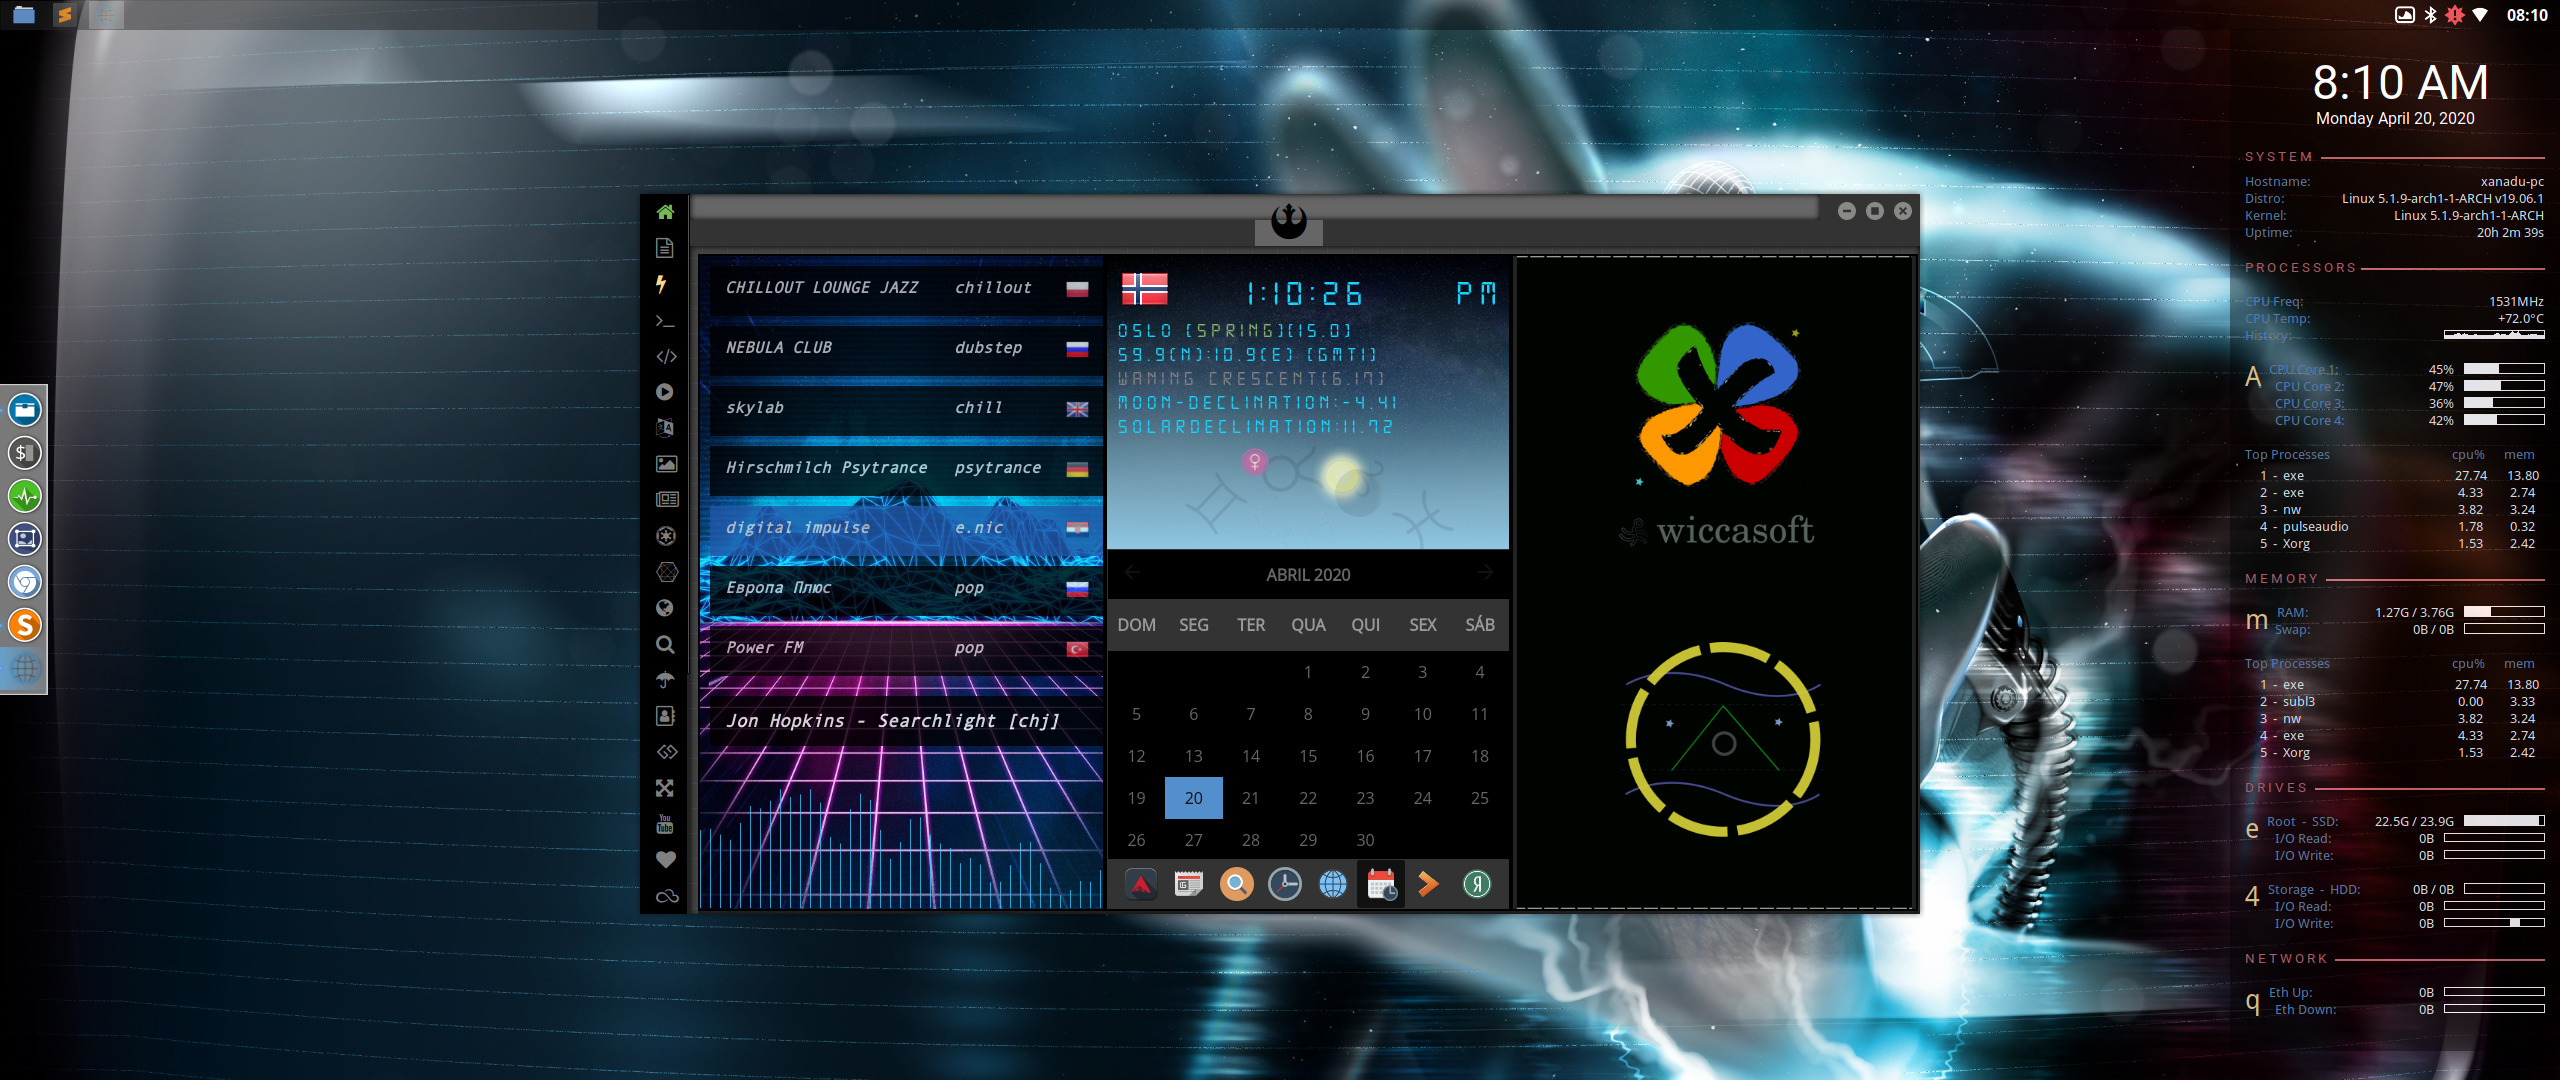 08:10
8:10 AM
Monday April 20, 2020
SYSTEM
Hostname: xanadu-pc
Distro: Linux 5.1.9-arch1-1-ARCH v19.06.1
Kernel: Linux 5.1.9-arch1-1-ARCH
Uptime: 20h 2m 39s
PROCESSORS
CPU Freq: 1531MHz
CPU Temp: +72.0°C
History:
A CPU Core 1: 45%
CPU Core 2: 47%
CPU Core 3: 36%
CPU Core 4: 42%
Top Processes cpu% mem
1 - exe 27.74 13.80
2 - exe 4.33 2.74
3 - nw 3.82 3.24
4 - pulseaudio 1.78 0.32
5 - Xorg 1.53 2.42
MEMORY
m RAM: 1.27G / 3.76G
Swap: 0B / 0B
Top Processes cpu% mem
1 - exe 27.74 13.80
2 - subl3 0.00 3.33
3 - nw 3.82 3.24
4 - exe 4.33 2.74
5 - Xorg 1.53 2.42
DRIVES
e Root - SSD: 22.5G / 23.9G
I/O Read: 0B
I/O Write: 0B
4 Storage - HDD: 0B / 0B
I/O Read: 0B
I/O Write: 0B
NETWORK
q Eth Up: 0B
Eth Down: 0B
CHILLOUT LOUNGE JAZZ chillout
NEBULA CLUB dubstep
skylab chill
Hirschmilch Psytrance psytrance
digital impulse e.nic
Европа Плюс pop
Power FM pop
Jon Hopkins - Searchlight [chj]
You
Tube
1:10:26 PM
OSLO [SPRING][15.0]
59.9(N):10.9(E) [GMT1]
WANING CRESCENT[6.17]
MOON-DECLINATION:-4.41
SOLARDECLINATION:11.72
ABRIL 2020
DOM SEG TER QUA QUI SEX SÁB
1 2 3 4
5 6 7 8 9 10 11
12 13 14 15 16 17 18
19 20 21 22 23 24 25
26 27 28 29 30
Я
wiccasoft